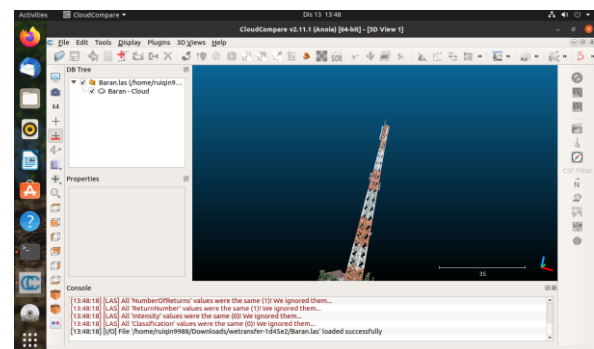 Activities
CloudCompare
Dis 13 13:48
CloudCompare v2.11.1 (Anoia) [64-bit] - [3D View 1]
File Edit Tools Display Plugins 3D Views Help
SOR
DB Tree
Baran.las (/home/ruiqin9...
Baran - Cloud
1:1
CSF Filter
N
Properties
35
Console
[13:48:18] [LAS] All 'NumberOfReturns' values were the same (1)! We ignored them...
[13:48:18] [LAS] All 'ReturnNumber' values were the same (1)! We ignored them...
[13:48:18] [LAS] All 'Intensity' values were the same (0)! We ignored them...
[13:48:18] [LAS] All 'Classification' values were the same (0)! We ignored them...
[13:48:18] [I/O] File '/home/ruiqin9988/Downloads/wetransfer-1d45e2/Baran.las' loaded successfully